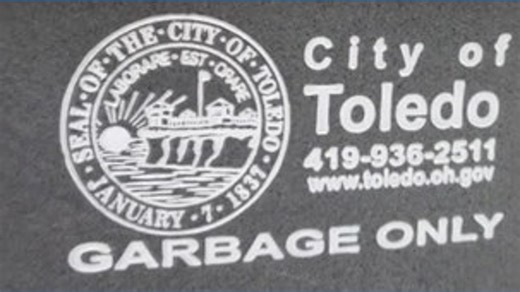 SEAL·OF·THE·CITY·OF·TOLEDO·
LABORARE·EST·ORARE
JANUARY·7·1837
City of
Toledo
419-936-2511
www.toledo.oh.gov
GARBAGE ONLY